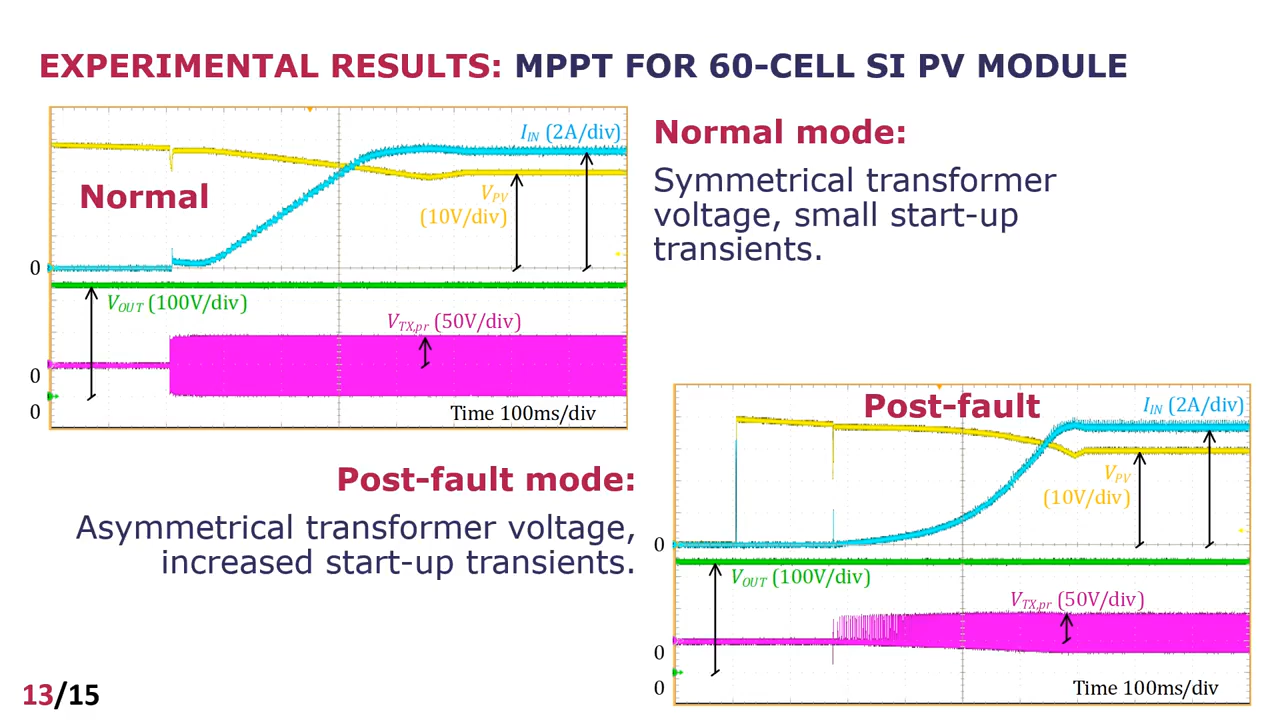 EXPERIMENTAL RESULTS: MPPT FOR 60-CELL SI PV MODULE
I_IN (2A/div)
Normal
V_PV
(10V/div)
0
V_OUT (100V/div)
V_TX,pr (50V/div)
0
0
Time 100ms/div
Normal mode:
Symmetrical transformer
voltage, small start-up
transients.
Post-fault mode:
Asymmetrical transformer voltage,
increased start-up transients.
Post-fault
I_IN (2A/div)
V_PV
(10V/div)
0
V_OUT (100V/div)
V_TX,pr (50V/div)
0
0
Time 100ms/div
13/15